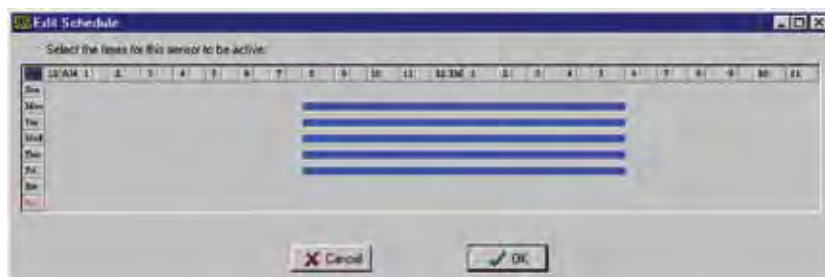 Edit Schedule
Select the times for this sensor to be active:
12 AM 1 2 3 4 5 6 7 8 9 10 11 12 PM 1 2 3 4 5 6 7 8 9 10 11
Sun
Mon
Tue
Wed
Thu
Fri
Sat
Cancel
OK